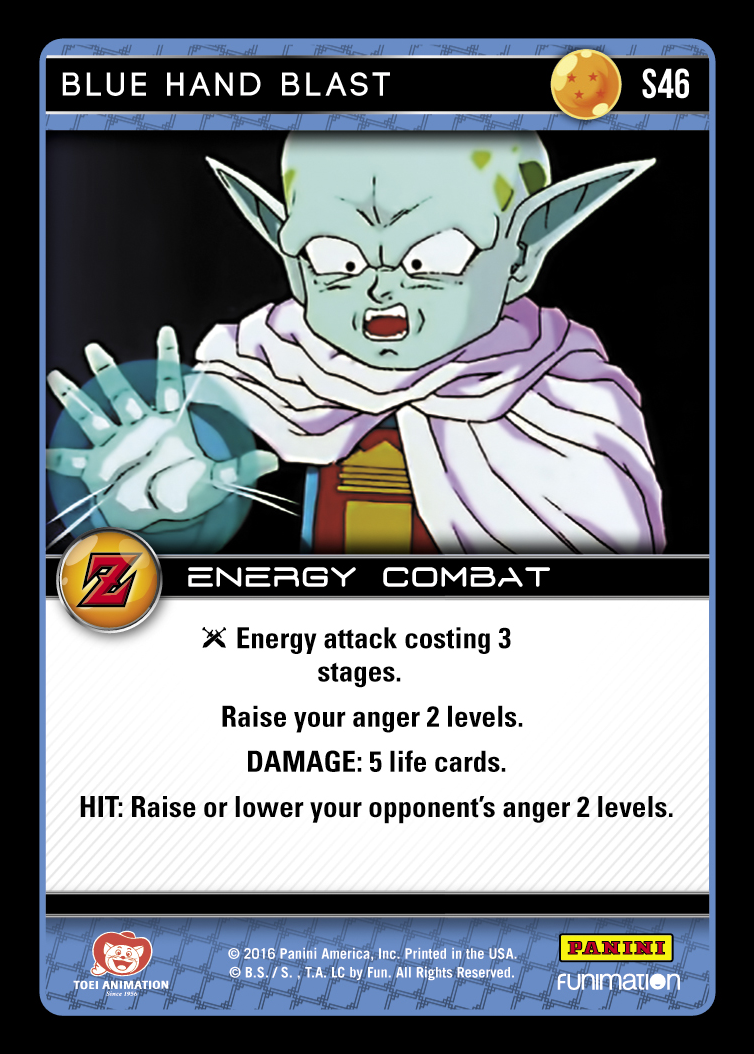 BLUE HAND BLAST
S46
Z
ENERGY COMBAT
Energy attack costing 3
stages.
Raise your anger 2 levels.
DAMAGE: 5 life cards.
HIT: Raise or lower your opponent's anger 2 levels.
TOEI ANIMATION
Since 1956
© 2016 Panini America, Inc. Printed in the USA.
© B.S. / S. , T.A. LC by Fun. All Rights Reserved.
PANINI
FUNIMATION